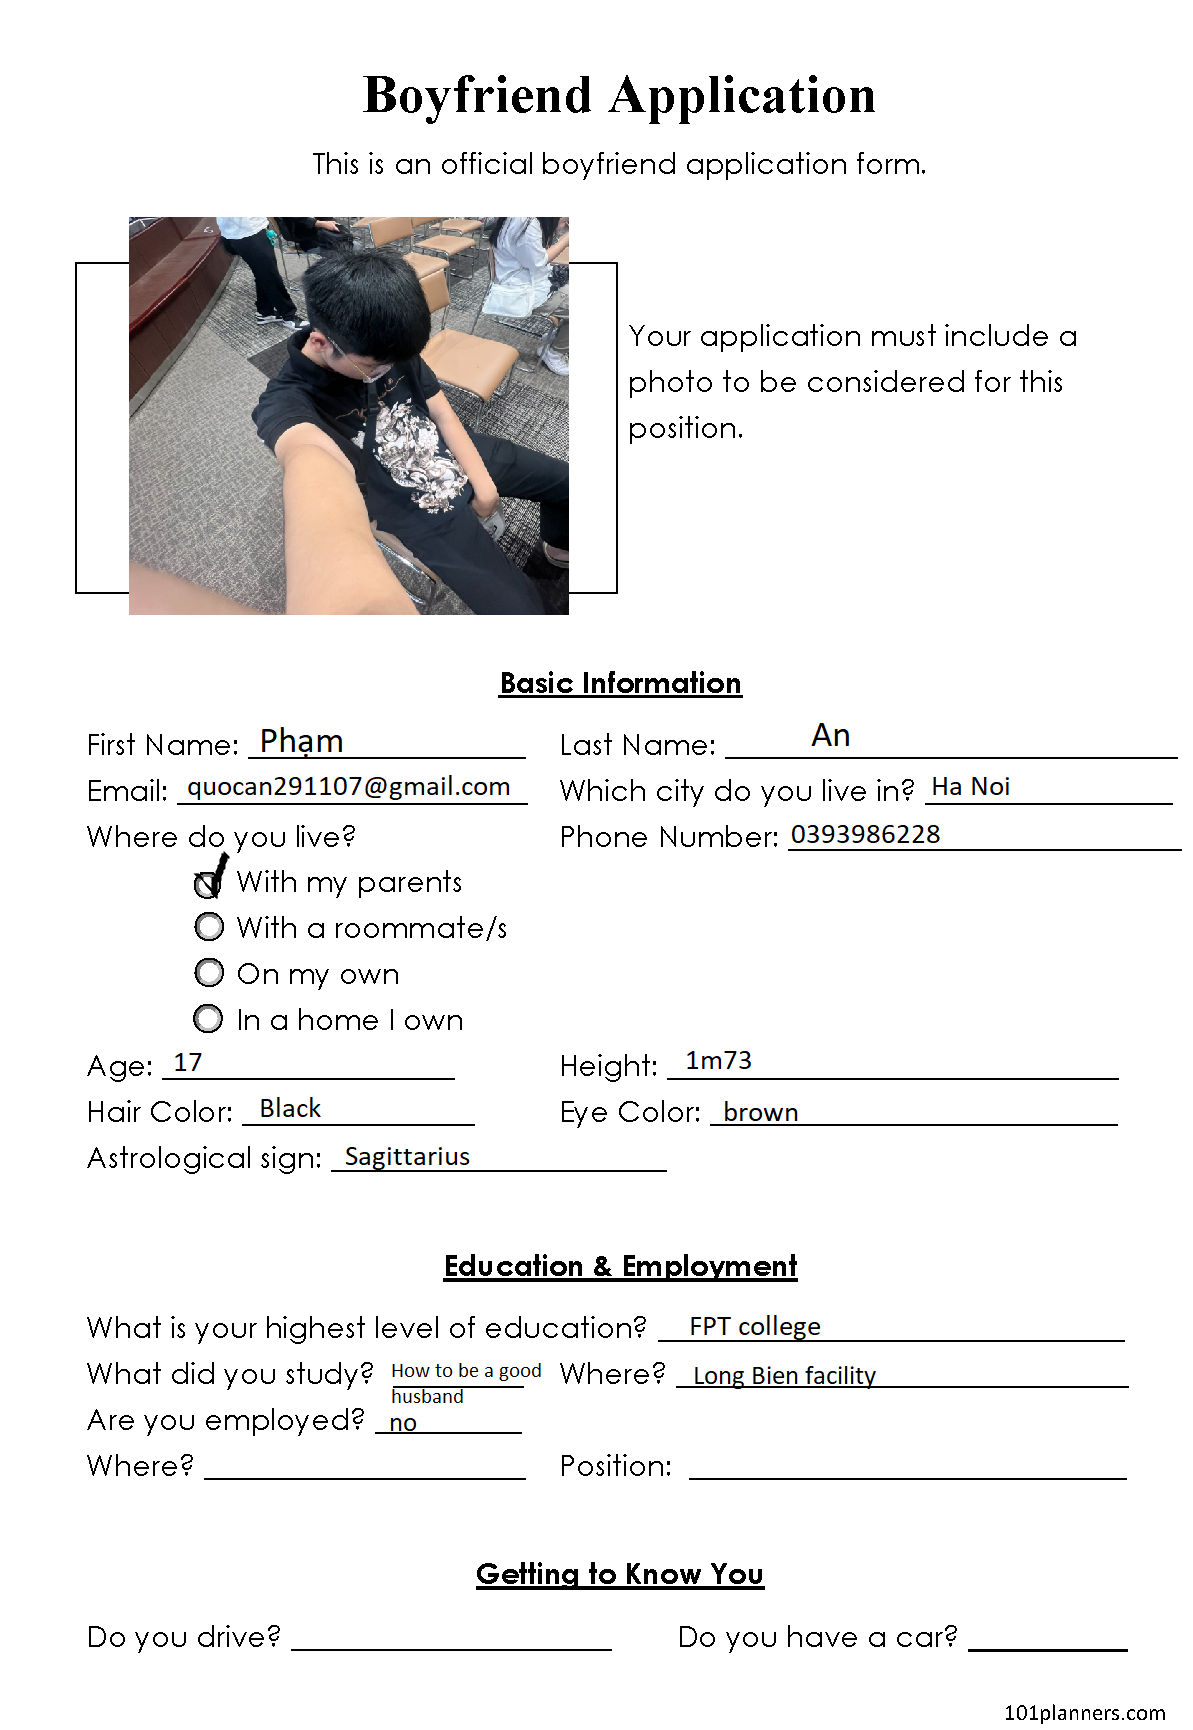 Boyfriend Application
This is an official boyfriend application form.
Your application must include a
photo to be considered for this
position.
Basic Information
First Name: Phạm Last Name: An
Email: quocan291107@gmail.com Which city do you live in? Ha Noi
Where do you live? Phone Number: 0393986228
With my parents
With a roommate/s
On my own
In a home I own
Age: 17 Height: 1m73
Hair Color: Black Eye Color: brown
Astrological sign: Sagittarius
Education & Employment
What is your highest level of education? FPT college
What did you study? How to be a good husband Where? Long Bien facility
Are you employed? no
Where? Position:
Getting to Know You
Do you drive? Do you have a car?
101planners.com